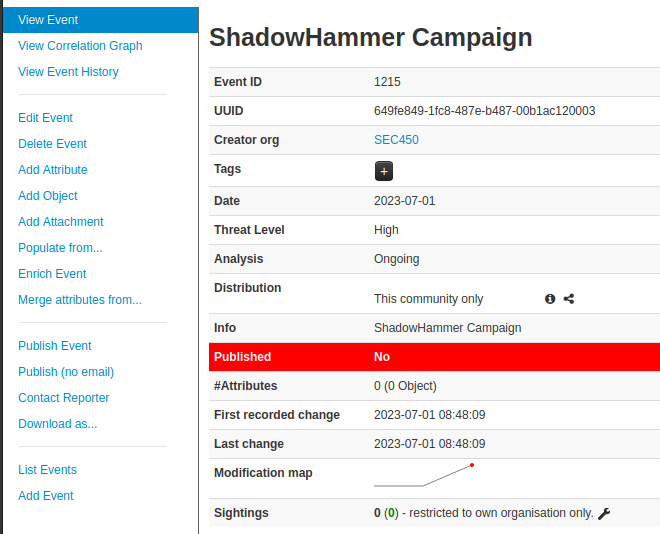 View Event
View Correlation Graph
View Event History
Edit Event
Delete Event
Add Attribute
Add Object
Add Attachment
Populate from...
Enrich Event
Merge attributes from...
Publish Event
Publish (no email)
Contact Reporter
Download as...
List Events
Add Event
ShadowHammer Campaign
Event ID 1215
UUID 649fe849-1fc8-487e-b487-00b1ac120003
Creator org SEC450
Tags +
Date 2023-07-01
Threat Level High
Analysis Ongoing
Distribution This community only
Info ShadowHammer Campaign
Published No
#Attributes 0 (0 Object)
First recorded change 2023-07-01 08:48:09
Last change 2023-07-01 08:48:09
Modification map
Sightings 0 (0) - restricted to own organisation only.